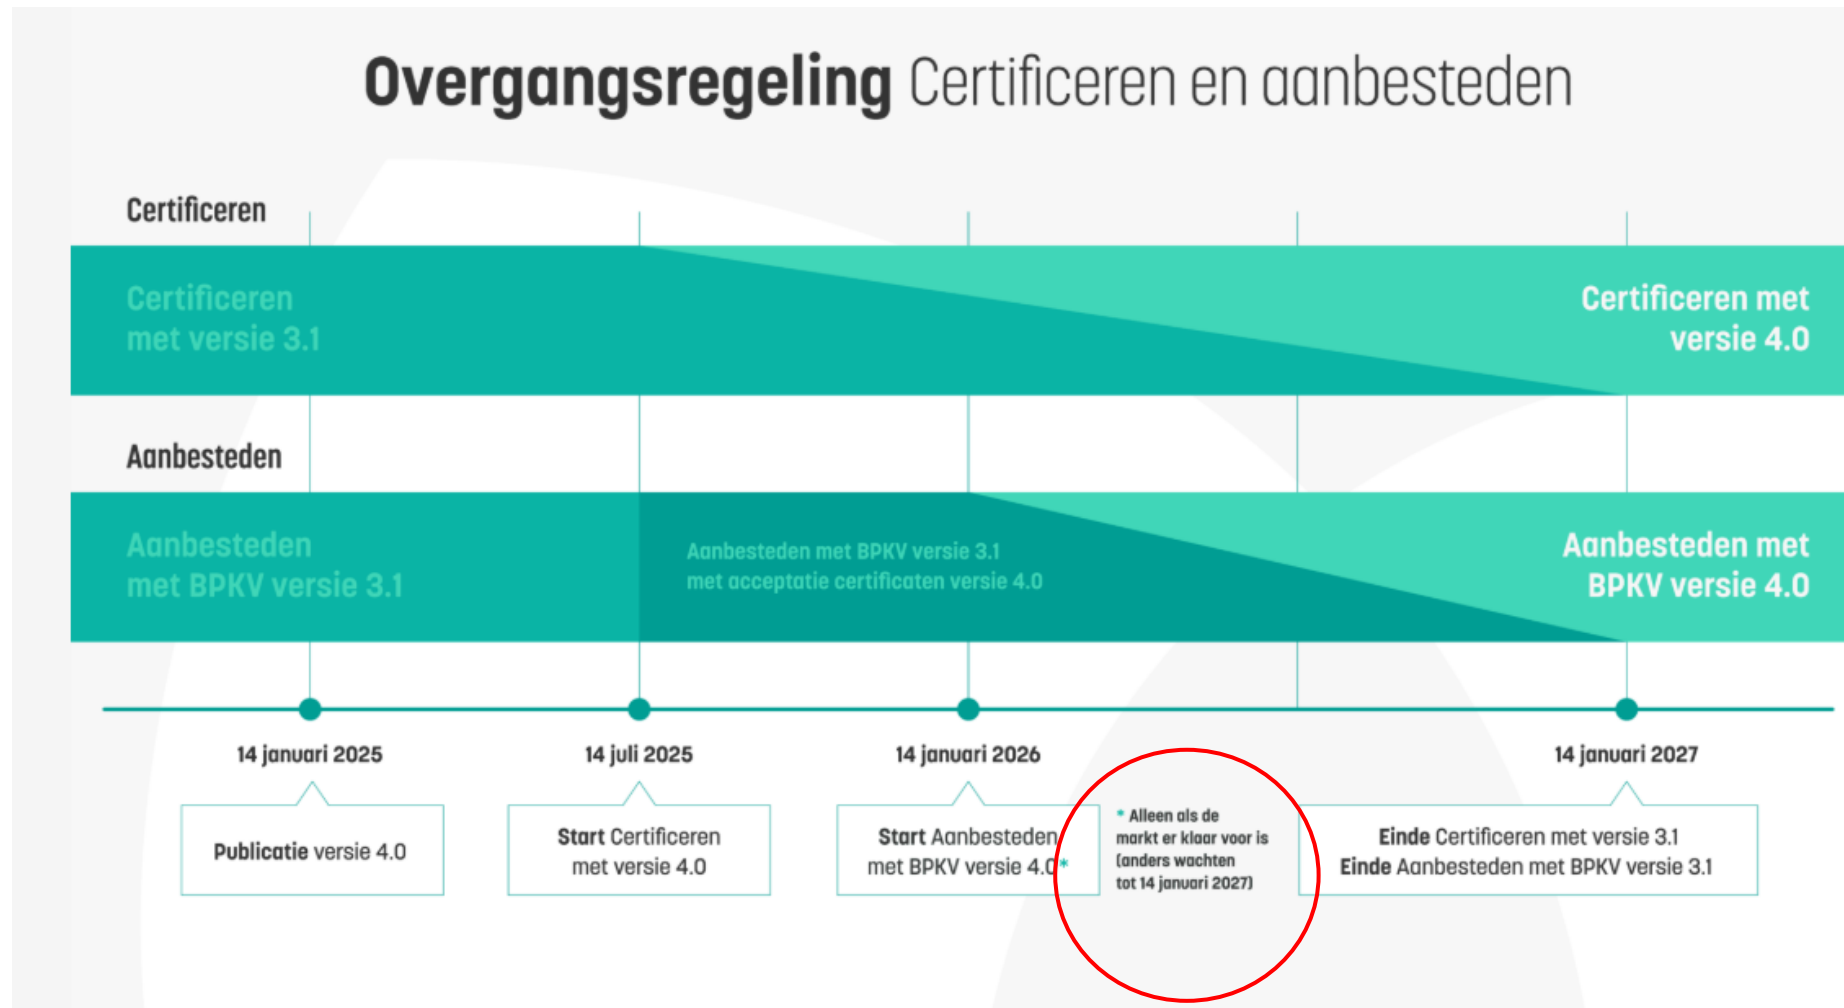 Overgangsregeling Certificeren en aanbesteden
Certificeren
Certificeren
met versie 3.1
Certificeren met
versie 4.0
Aanbesteden
Aanbesteden
met BPKV versie 3.1
Aanbesteden met BPKV versie 3.1
met acceptatie certificaten versie 4.0
Aanbesteden met
BPKV versie 4.0
14 januari 2025
Publicatie versie 4.0
14 juli 2025
Start Certificeren
met versie 4.0
14 januari 2026
Start Aanbesteden
met BPKV versie 4.0*
* Alleen als de
markt er klaar voor is
(anders wachten
tot 14 januari 2027)
14 januari 2027
Einde Certificeren met versie 3.1
Einde Aanbesteden met BPKV versie 3.1